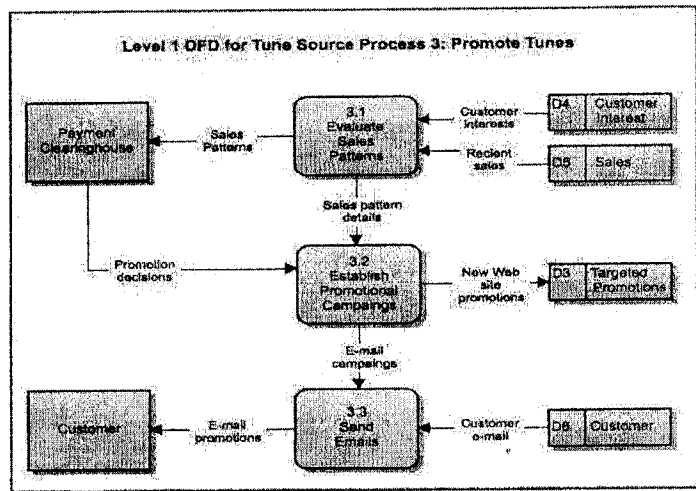 Level 1 DFD for Tune Source Process 3: Promote Tunes
Payment
Clearinghouse
Sales
Patterns
3.1
Evaluate
Sales
Patterns
Customer
Interests
D4
Customer
Interest
Recient
sales
D5
Sales
Sales pattern
details
Promotion
decisions
3.2
Establish
Promotional
Campaings
New Web
site
promotions
D3
Targeted
Promotions
E-mail
campaings
Customer
E-mail
promotions
3.3
Send
Emails
Customer
e-mail
D6
Customer